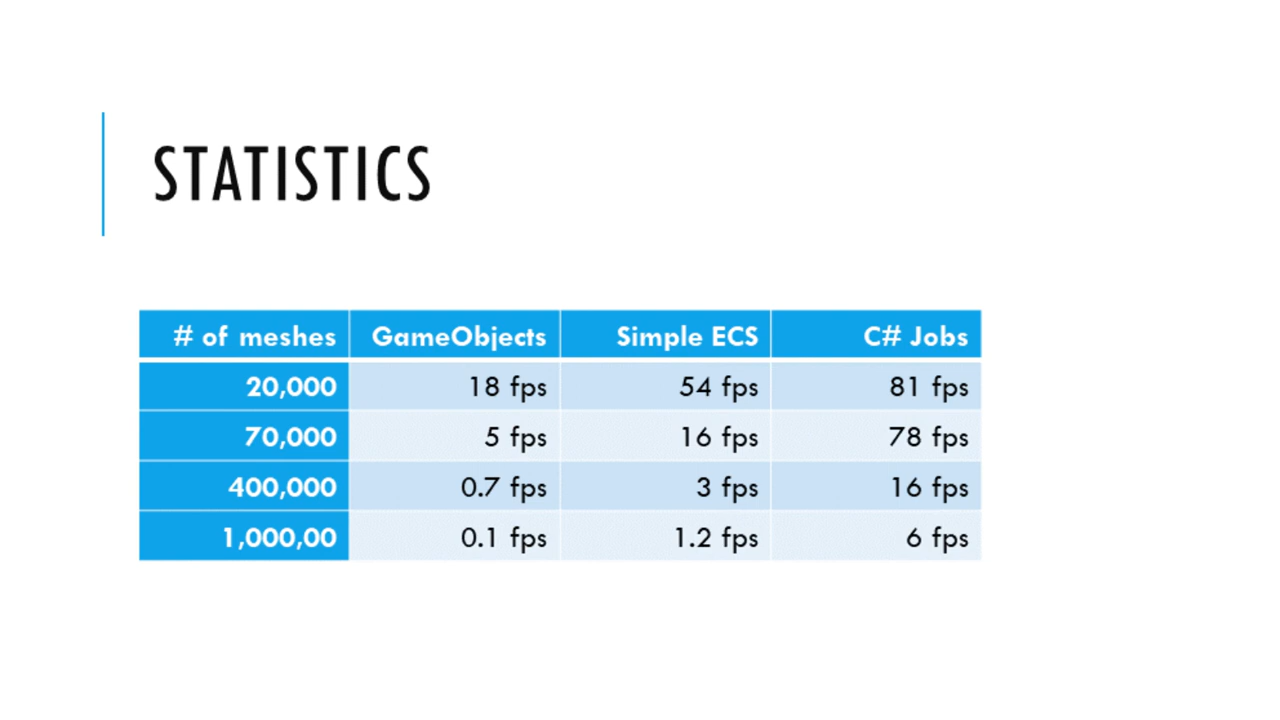 STATISTICS
# of meshes GameObjects Simple ECS C# Jobs
20,000 18 fps 54 fps 81 fps
70,000 5 fps 16 fps 78 fps
400,000 0.7 fps 3 fps 16 fps
1,000,00 0.1 fps 1.2 fps 6 fps